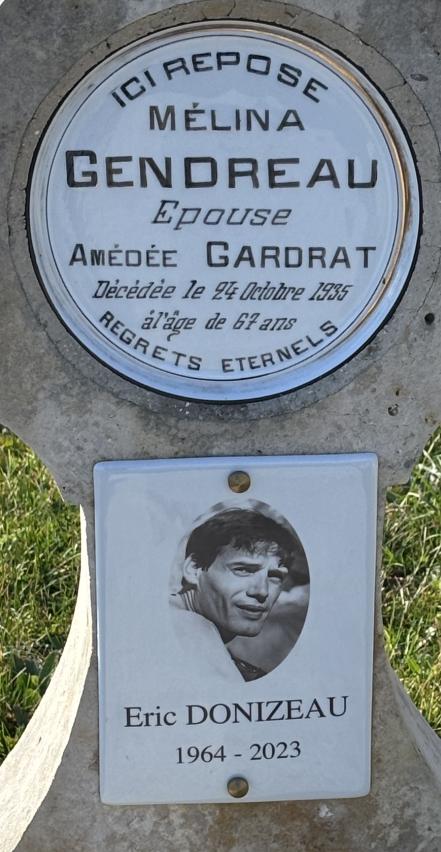 ICI REPOSE
MÉLINA
GENDREAU
Epouse
AMÉDÉE GARDRAT
Décédée le 24 Octobre 1935
à l'âge de 67 ans
REGRETS ETERNELS
Eric DONIZEAU
1964 - 2023